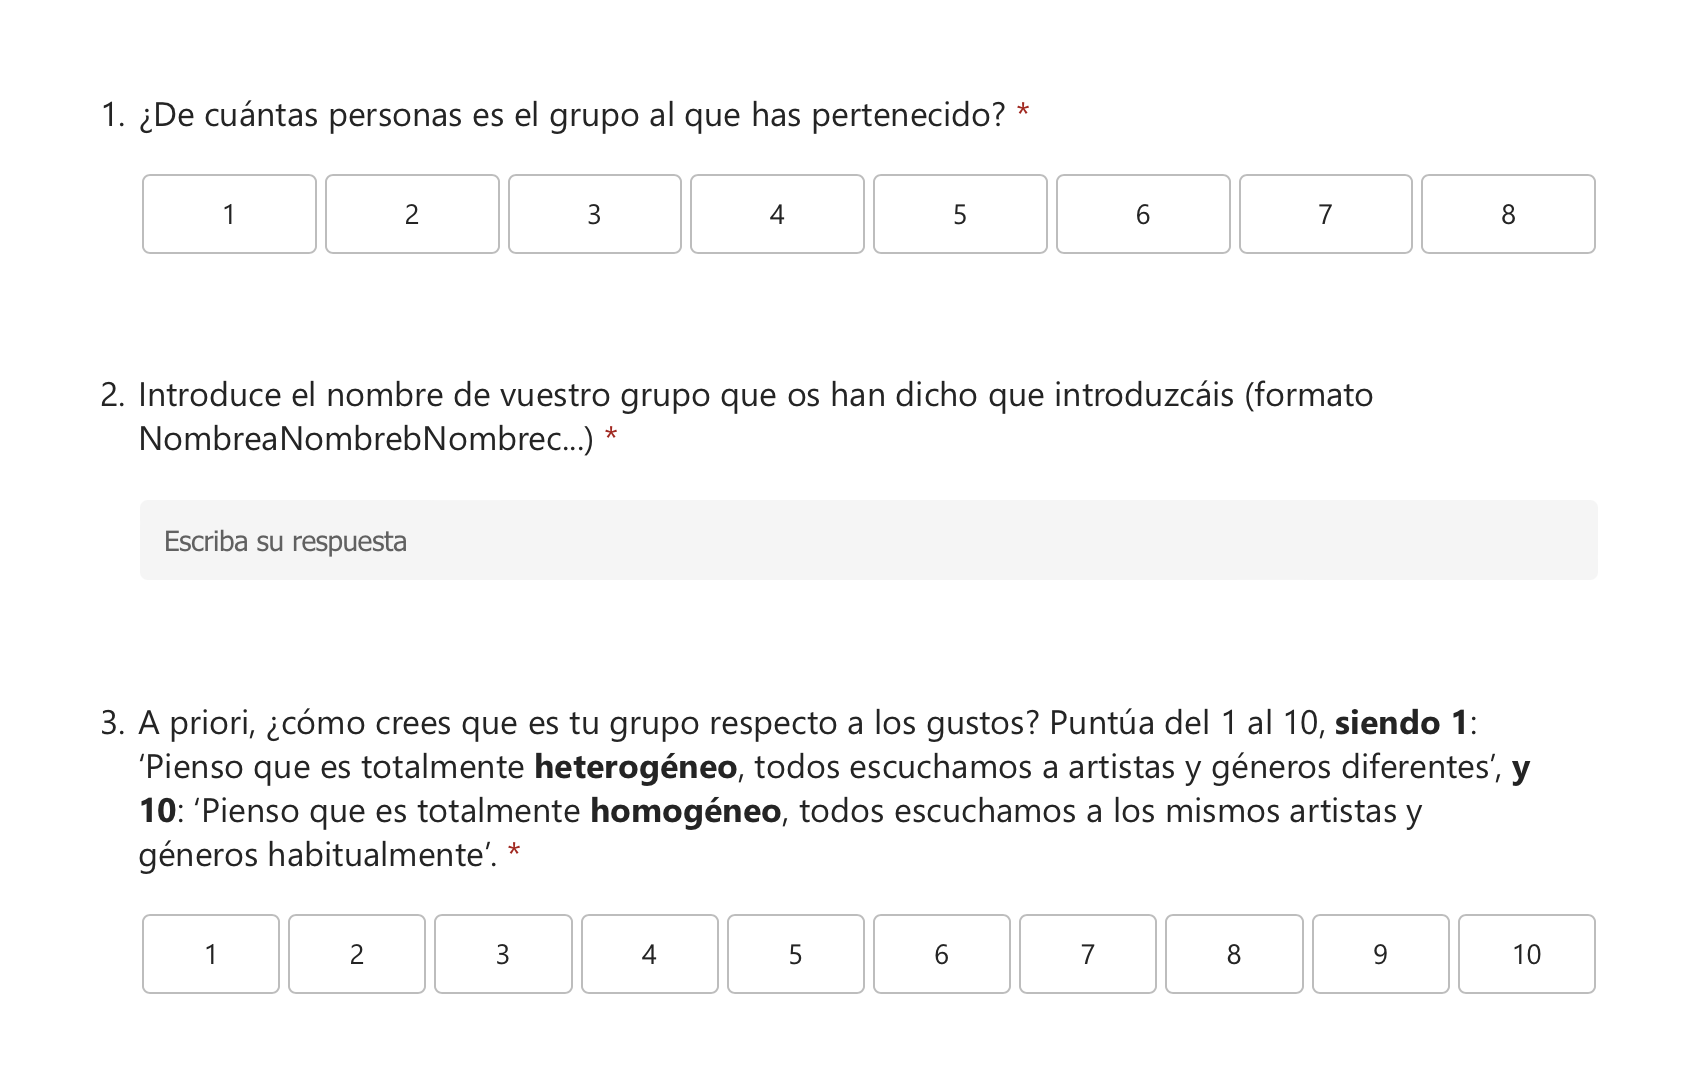 1. ¿De cuántas personas es el grupo al que has pertenecido? *
1 2 3 4 5 6 7 8
2. Introduce el nombre de vuestro grupo que os han dicho que introduzcáis (formato
NombreaNombrebNombrec...) *
Escriba su respuesta
3. A priori, ¿cómo crees que es tu grupo respecto a los gustos? Puntúa del 1 al 10, siendo 1:
‘Pienso que es totalmente heterogéneo, todos escuchamos a artistas y géneros diferentes’, y
10: ‘Pienso que es totalmente homogéneo, todos escuchamos a los mismos artistas y
géneros habitualmente’. *
1 2 3 4 5 6 7 8 9 10